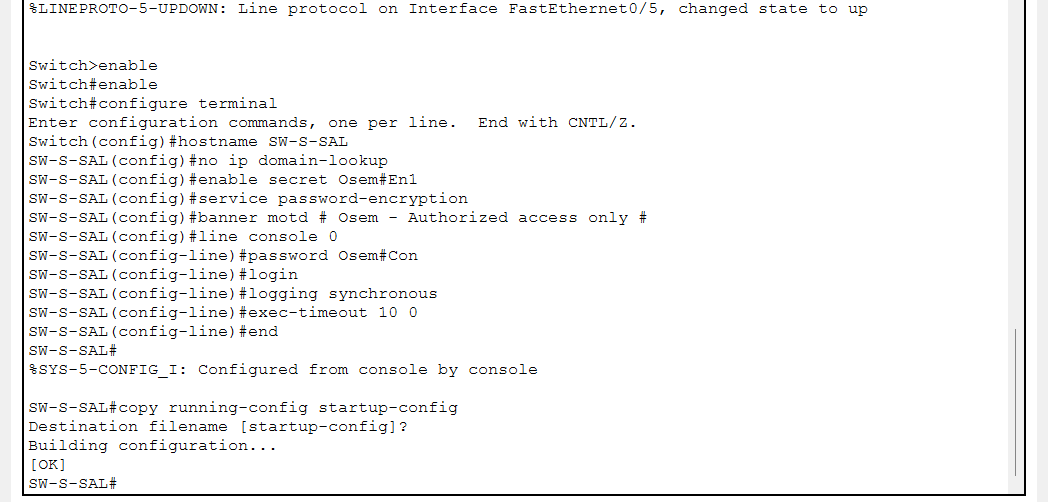 %LINEPROTO-5-UPDOWN: Line protocol on Interface FastEthernet0/5, changed state to up
Switch>enable
Switch#enable
Switch#configure terminal
Enter configuration commands, one per line.  End with CNTL/Z.
Switch(config)#hostname SW-S-SAL
SW-S-SAL(config)#no ip domain-lookup
SW-S-SAL(config)#enable secret Osem#En1
SW-S-SAL(config)#service password-encryption
SW-S-SAL(config)#banner motd # Osem - Authorized access only #
SW-S-SAL(config)#line console 0
SW-S-SAL(config-line)#password Osem#Con
SW-S-SAL(config-line)#login
SW-S-SAL(config-line)#logging synchronous
SW-S-SAL(config-line)#exec-timeout 10 0
SW-S-SAL(config-line)#end
SW-S-SAL#
%SYS-5-CONFIG_I: Configured from console by console
SW-S-SAL#copy running-config startup-config
Destination filename [startup-config]?
Building configuration...
[OK]
SW-S-SAL#